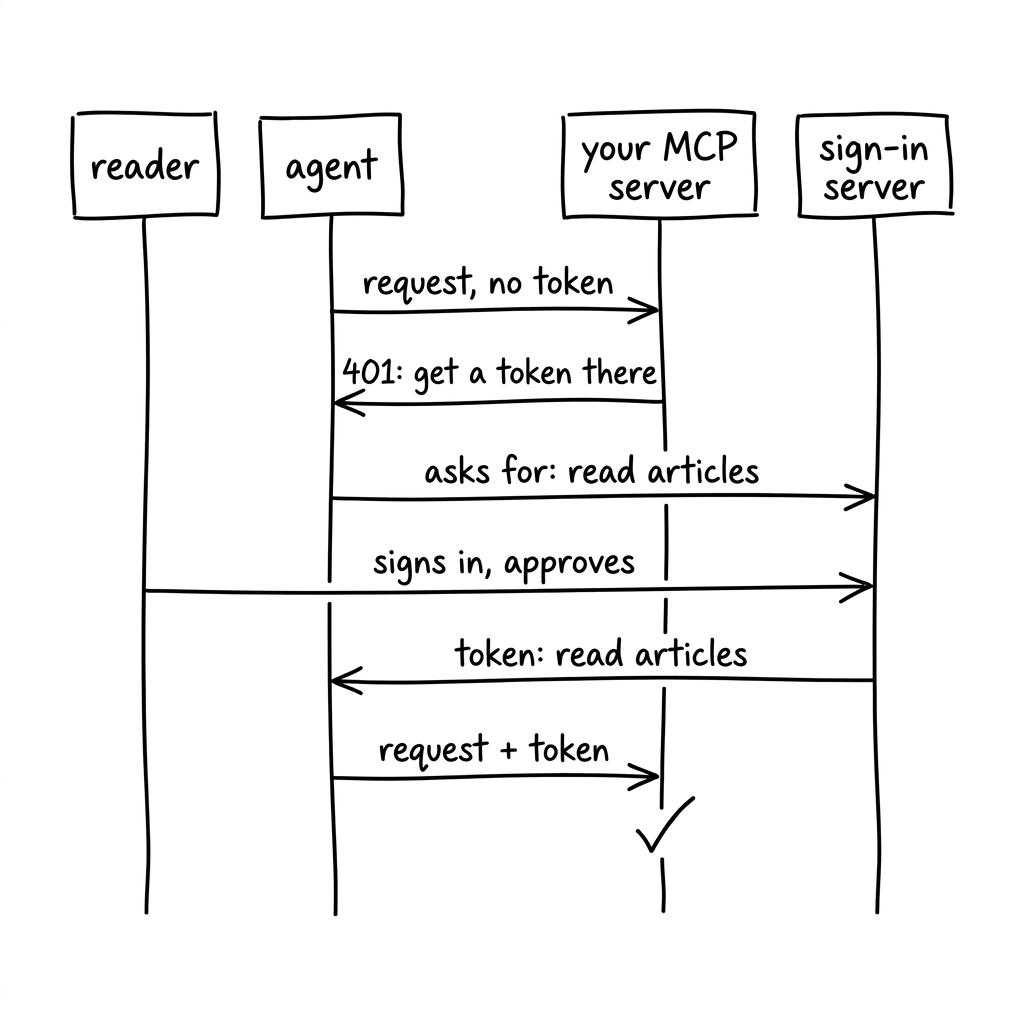 reader
agent
your MCP
server
sign-in
server
request, no token
401: get a token there
asks for: read articles
signs in, approves
token: read articles
request + token